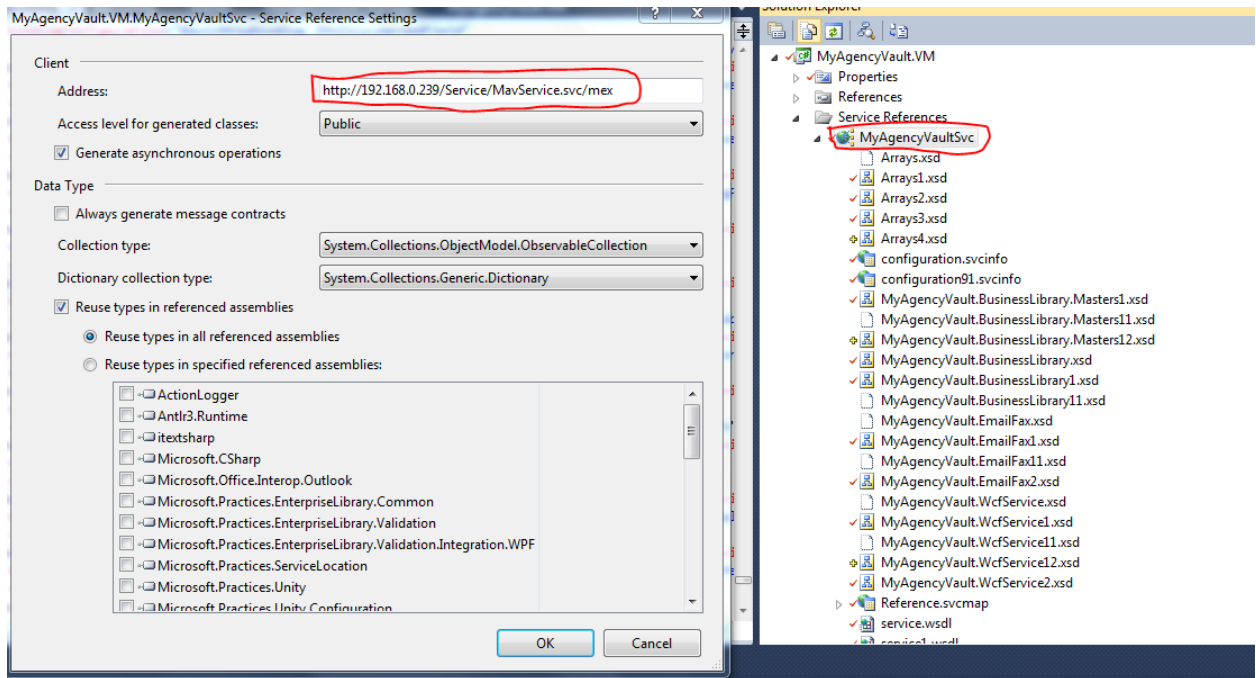 MyAgencyVault.VM.MyAgencyVaultSvc - Service Reference Settings
Client
Address:
http://192.168.0.239/Service/MavService.svc/mex
Access level for generated classes:
Public
Generate asynchronous operations
Data Type
Always generate message contracts
Collection type:
System.Collections.ObjectModel.ObservableCollection
Dictionary collection type:
System.Collections.Generic.Dictionary
Reuse types in referenced assemblies
Reuse types in all referenced assemblies
Reuse types in specified referenced assemblies:
ActionLogger
Antlr3.Runtime
itextsharp
Microsoft.CSharp
Microsoft.Office.Interop.Outlook
Microsoft.Practices.EnterpriseLibrary.Common
Microsoft.Practices.EnterpriseLibrary.Validation
Microsoft.Practices.EnterpriseLibrary.Validation.Integration.WPF
Microsoft.Practices.ServiceLocation
Microsoft.Practices.Unity
Microsoft.Practices.Unity.Configuration
OK
Cancel
Solution Explorer
MyAgencyVault.VM
Properties
References
Service References
MyAgencyVaultSvc
Arrays.xsd
Arrays1.xsd
Arrays2.xsd
Arrays3.xsd
Arrays4.xsd
configuration.svcinfo
configuration91.svcinfo
MyAgencyVault.BusinessLibrary.Masters1.xsd
MyAgencyVault.BusinessLibrary.Masters11.xsd
MyAgencyVault.BusinessLibrary.Masters12.xsd
MyAgencyVault.BusinessLibrary.xsd
MyAgencyVault.BusinessLibrary1.xsd
MyAgencyVault.BusinessLibrary11.xsd
MyAgencyVault.EmailFax.xsd
MyAgencyVault.EmailFax1.xsd
MyAgencyVault.EmailFax11.xsd
MyAgencyVault.EmailFax2.xsd
MyAgencyVault.WcfService.xsd
MyAgencyVault.WcfService1.xsd
MyAgencyVault.WcfService11.xsd
MyAgencyVault.WcfService12.xsd
MyAgencyVault.WcfService2.xsd
Reference.svcmap
service.wsdl
service1.wsdl